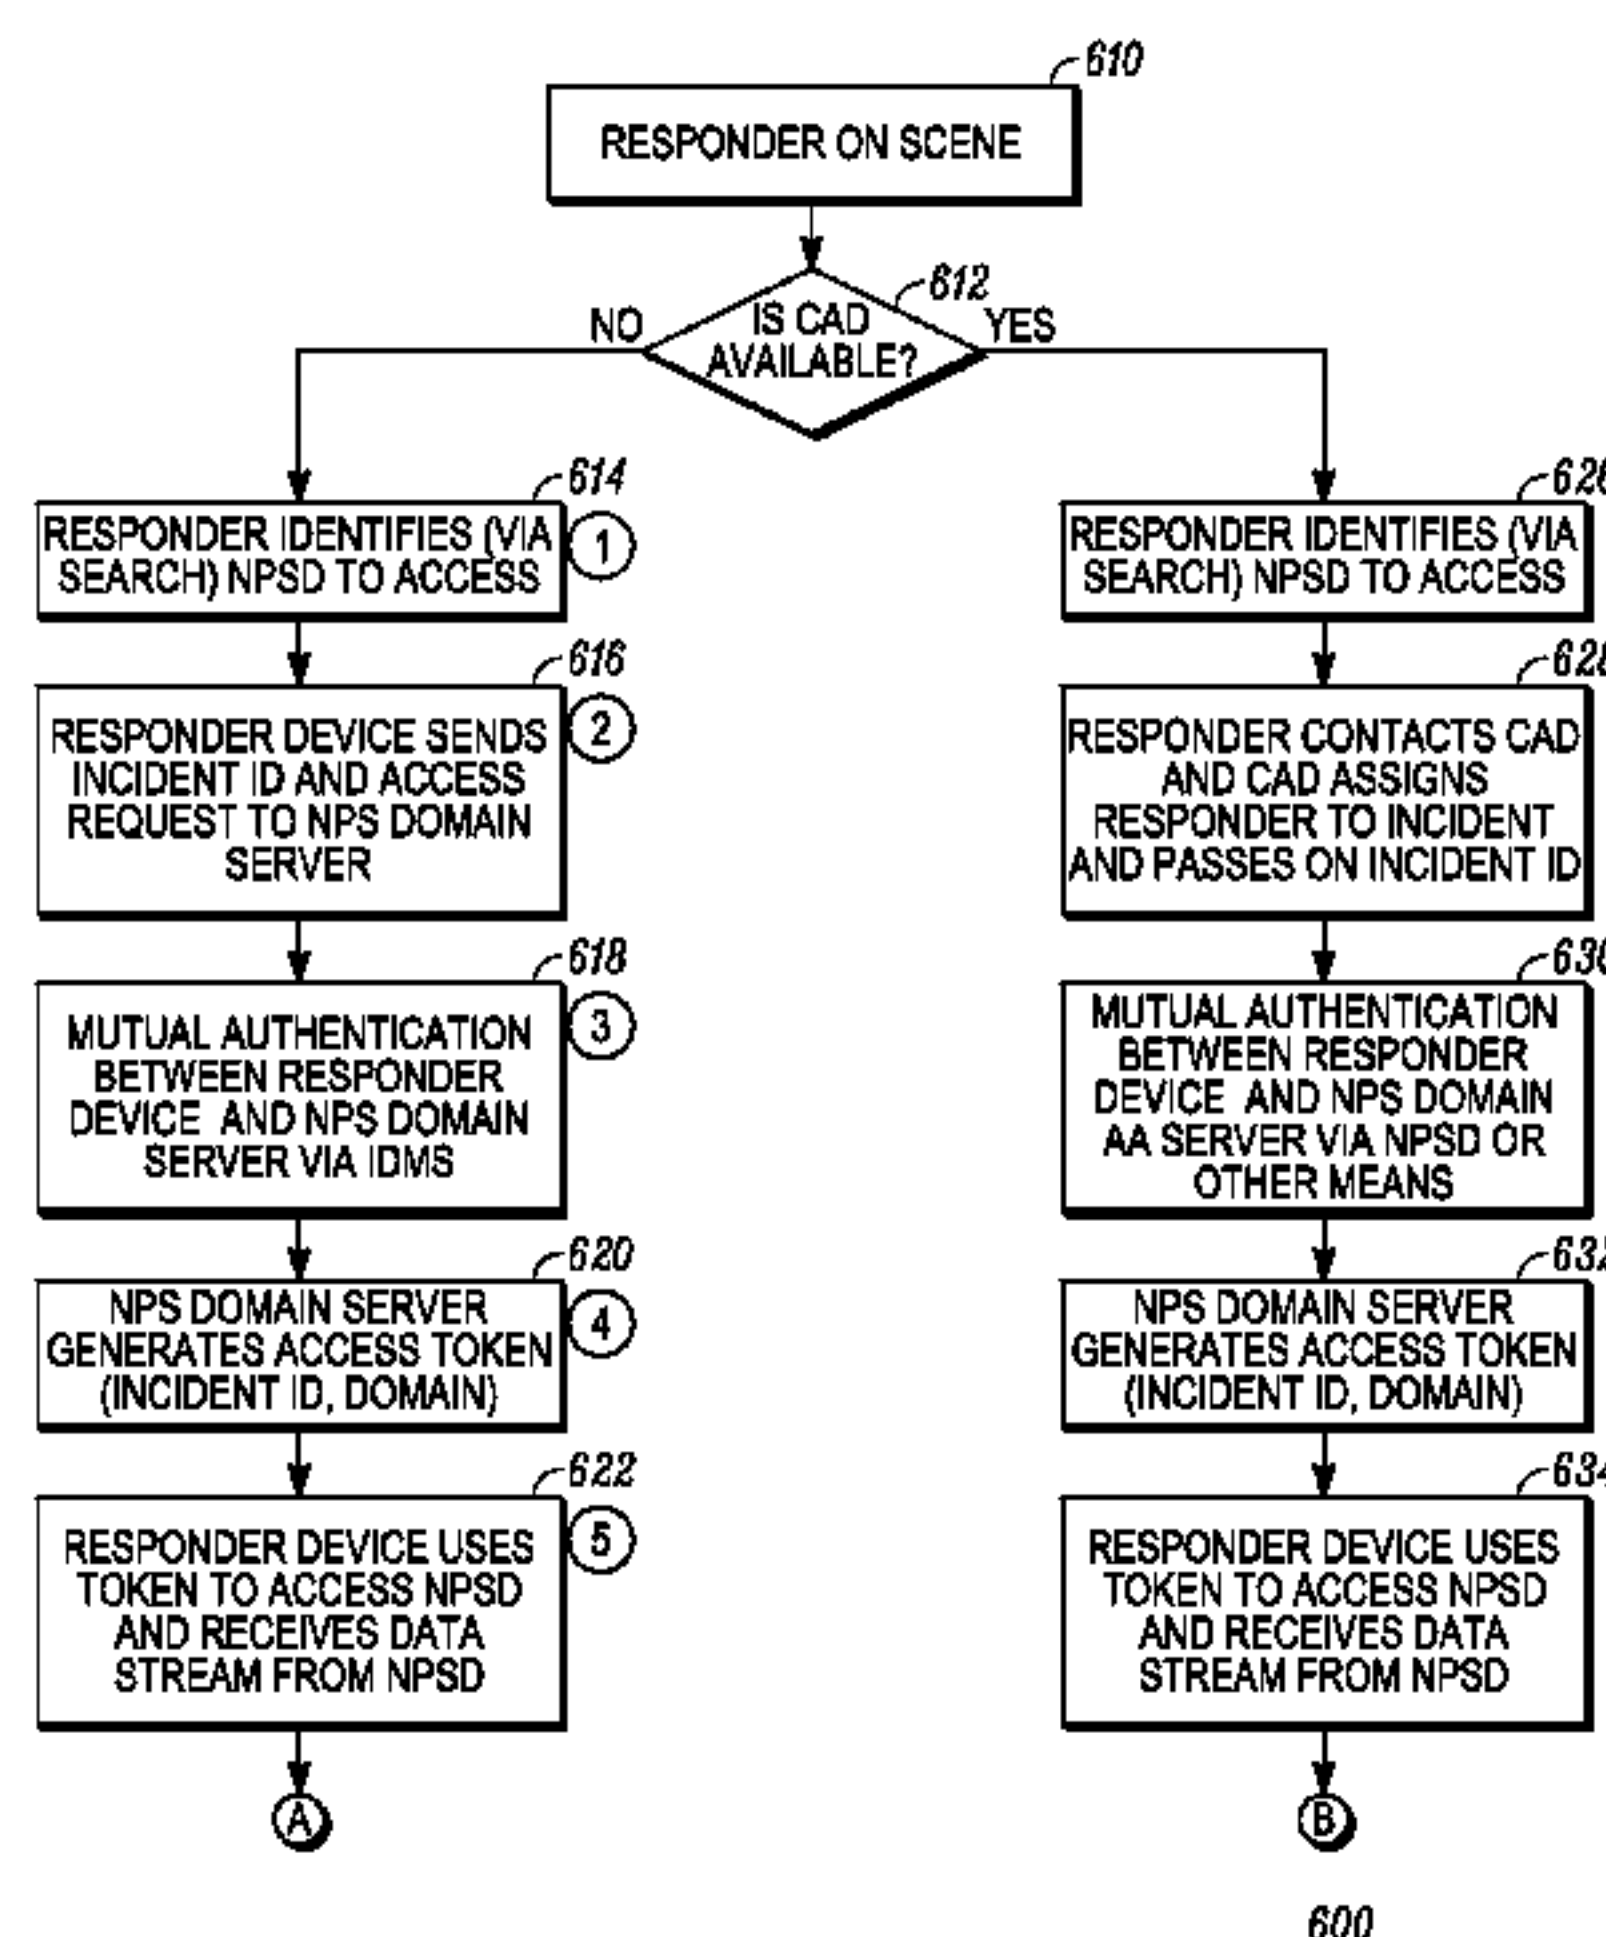 610
RESPONDER ON SCENE
612
NO
IS CAD
AVAILABLE?
YES
614
RESPONDER IDENTIFIES (VIA
SEARCH) NPSD TO ACCESS
1
616
RESPONDER DEVICE SENDS
INCIDENT ID AND ACCESS
REQUEST TO NPS DOMAIN
SERVER
2
618
MUTUAL AUTHENTICATION
BETWEEN RESPONDER
DEVICE AND NPS DOMAIN
SERVER VIA IDMS
3
620
NPS DOMAIN SERVER
GENERATES ACCESS TOKEN
(INCIDENT ID, DOMAIN)
4
622
RESPONDER DEVICE USES
TOKEN TO ACCESS NPSD
AND RECEIVES DATA
STREAM FROM NPSD
5
A
626
RESPONDER IDENTIFIES (VIA
SEARCH) NPSD TO ACCESS
628
RESPONDER CONTACTS CAD
AND CAD ASSIGNS
RESPONDER TO INCIDENT
AND PASSES ON INCIDENT ID
630
MUTUAL AUTHENTICATION
BETWEEN RESPONDER
DEVICE AND NPS DOMAIN
AA SERVER VIA NPSD OR
OTHER MEANS
632
NPS DOMAIN SERVER
GENERATES ACCESS TOKEN
(INCIDENT ID, DOMAIN)
634
RESPONDER DEVICE USES
TOKEN TO ACCESS NPSD
AND RECEIVES DATA
STREAM FROM NPSD
B
600